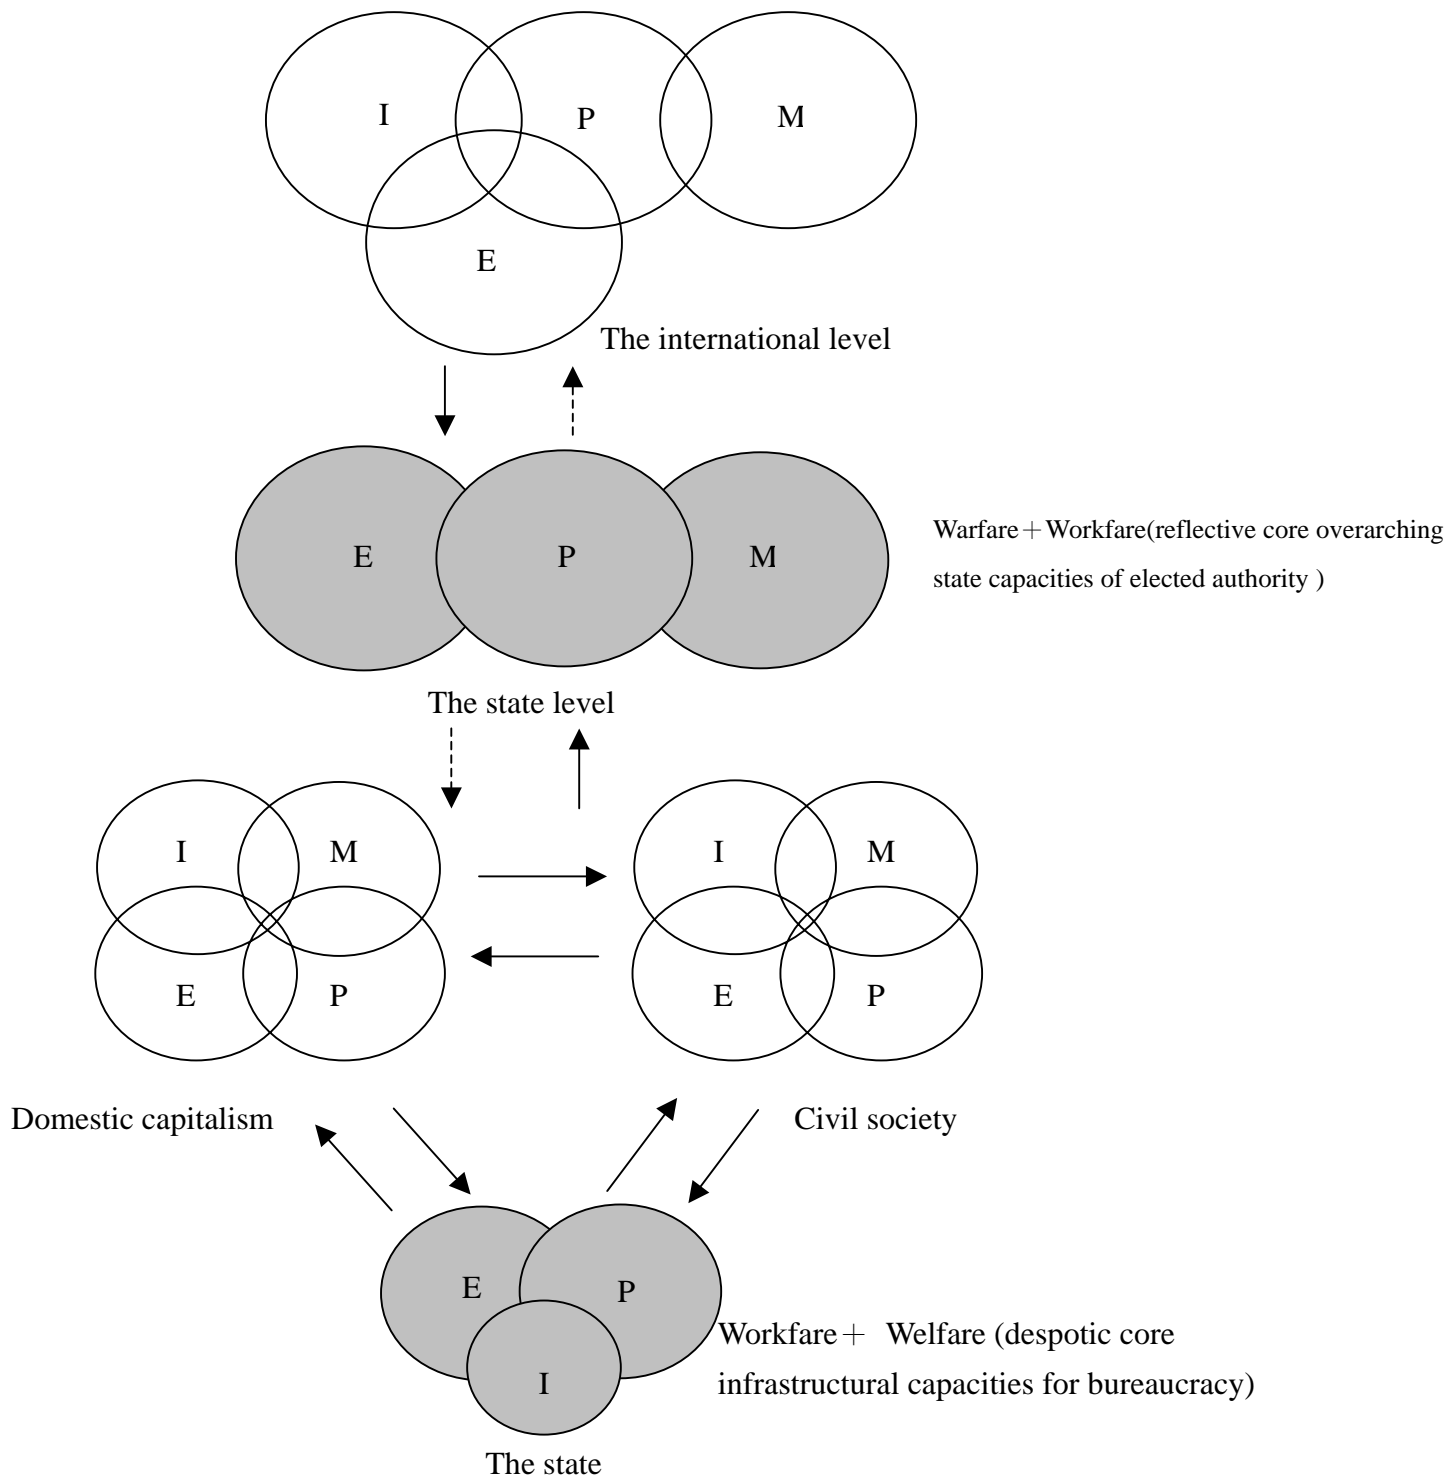 I
P
M
E
The international level
E
P
M
Warfare＋Workfare(reflective core overarching
state capacities of elected authority )
The state level
I
M
I
M
E
P
E
P
Domestic capitalism
Civil society
E
P
I
Workfare＋ Welfare (despotic core
infrastructural capacities for bureaucracy)
The state